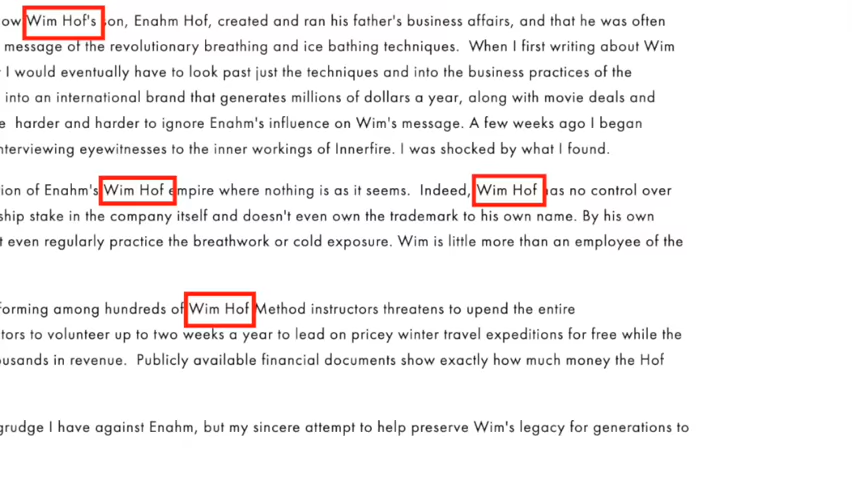 ow Wim Hof's son, Enahm Hof, created and ran his father's business affairs, and that he was often
message of the revolutionary breathing and ice bathing techniques. When I first writing about Wim
I would eventually have to look past just the techniques and into the business practices of the
into an international brand that generates millions of dollars a year, along with movie deals and
e harder and harder to ignore Enahm's influence on Wim's message. A few weeks ago I began
nterviewing eyewitnesses to the inner workings of Innerfire. I was shocked by what I found.
ion of Enahm's Wim Hof empire where nothing is as it seems. Indeed, Wim Hof has no control over
ship stake in the company itself and doesn't even own the trademark to his own name. By his own
t even regularly practice the breathwork or cold exposure. Wim is little more than an employee of the
forming among hundreds of Wim Hof Method instructors threatens to upend the entire
tors to volunteer up to two weeks a year to lead on pricey winter travel expeditions for free while the
ousands in revenue. Publicly available financial documents show exactly how much money the Hof
grudge I have against Enahm, but my sincere attempt to help preserve Wim's legacy for generations to